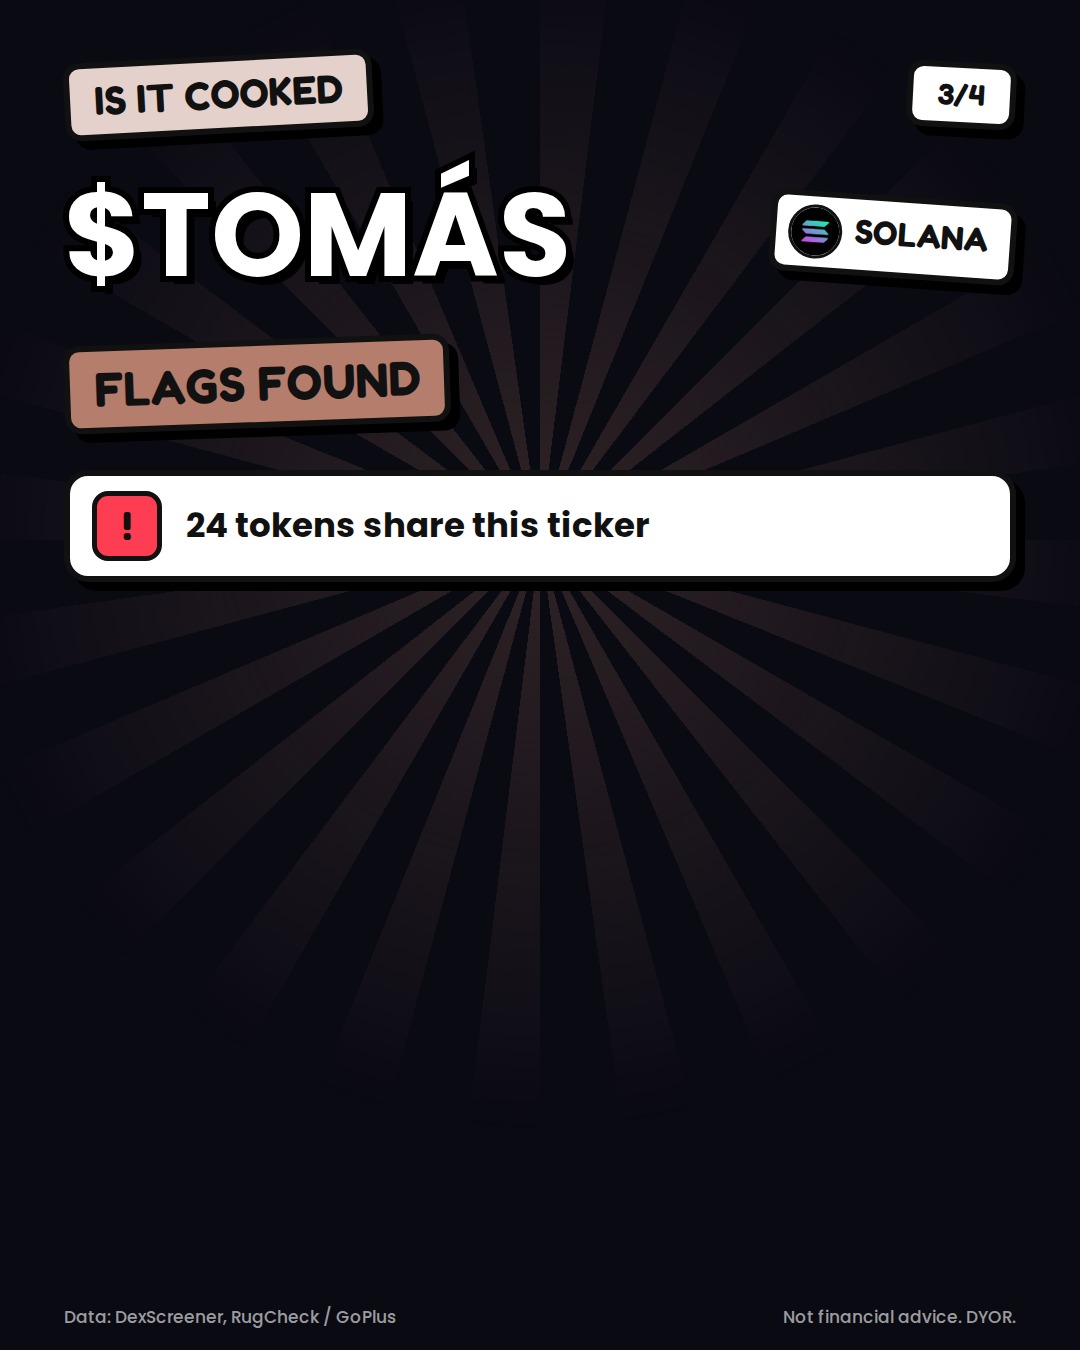 IS IT COOKED
3/4
$TOMÁS
SOLANA
FLAGS FOUND
!
24 tokens share this ticker
Data: DexScreener, RugCheck / GoPlus
Not financial advice. DYOR.